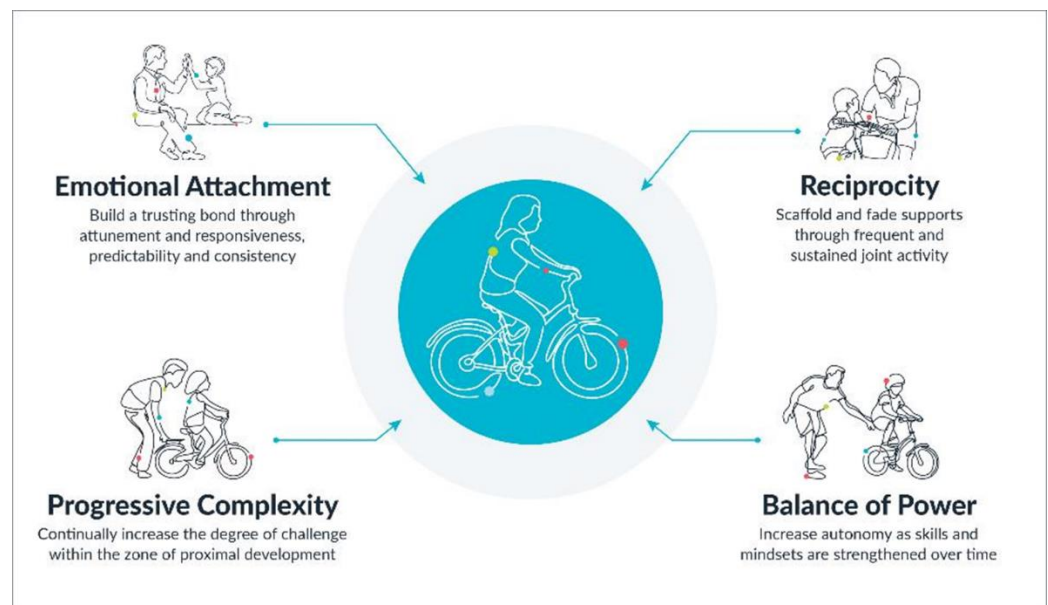 Emotional Attachment
Build a trusting bond through
attunement and responsiveness,
predictability and consistency
Reciprocity
Scaffold and fade supports
through frequent and
sustained joint activity
Progressive Complexity
Continually increase the degree of challenge
within the zone of proximal development
Balance of Power
Increase autonomy as skills and
mindsets are strengthened over time